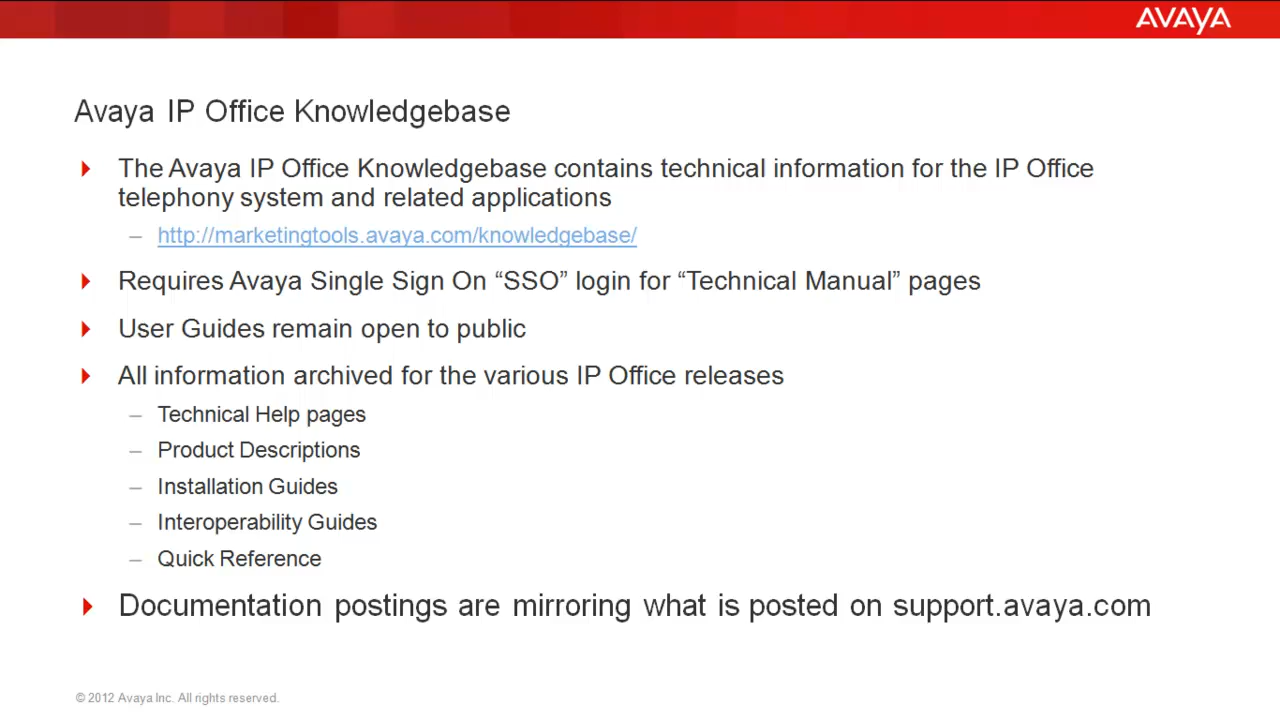 AVAYA
Avaya IP Office Knowledgebase
The Avaya IP Office Knowledgebase contains technical information for the IP Office
telephony system and related applications
– http://marketingtools.avaya.com/knowledgebase/
Requires Avaya Single Sign On “SSO” login for “Technical Manual” pages
User Guides remain open to public
All information archived for the various IP Office releases
– Technical Help pages
– Product Descriptions
– Installation Guides
– Interoperability Guides
– Quick Reference
Documentation postings are mirroring what is posted on support.avaya.com
© 2012 Avaya Inc. All rights reserved.